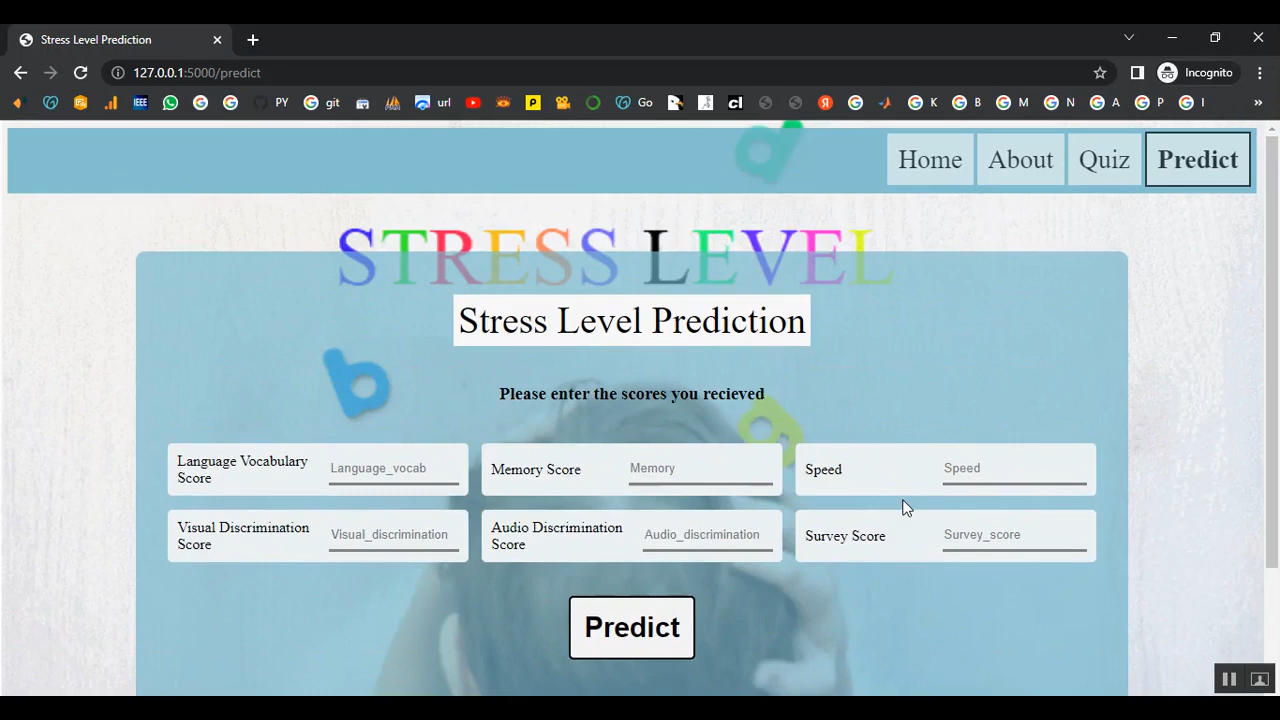 Stress Level Prediction
127.0.0.1:5000/predict
Incognito
IEEE
PY
git
url
Go
K
B
M
N
A
P
I
Home
About
Quiz
Predict
STRESS LEVEL
Stress Level Prediction
Please enter the scores you recieved
Language Vocabulary
Score
Language_vocab
Memory Score
Memory
Speed
Speed
Visual Discrimination
Score
Visual_discrimination
Audio Discrimination
Score
Audio_discrimination
Survey Score
Survey_score
Predict